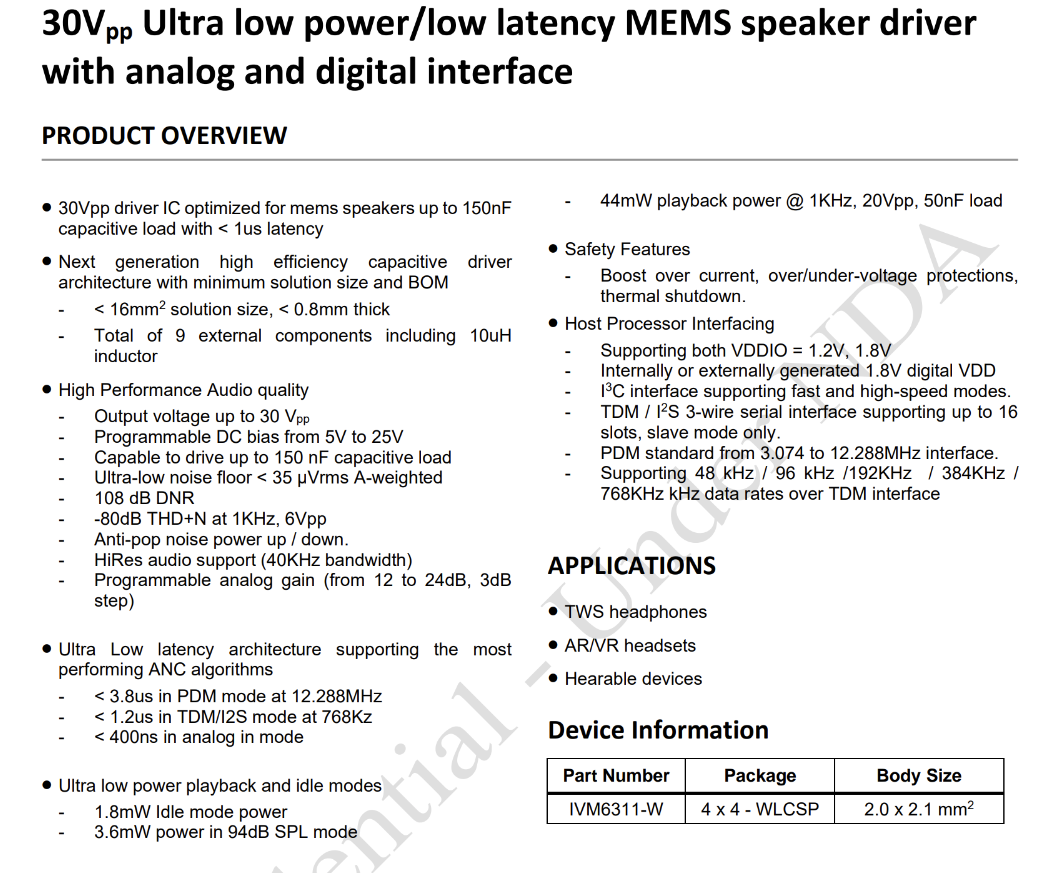 30Vpp Ultra low power/low latency MEMS speaker driver
with analog and digital interface
PRODUCT OVERVIEW
● 30Vpp driver IC optimized for mems speakers up to 150nF
capacitive load with < 1us latency
● Next generation high efficiency capacitive driver
architecture with minimum solution size and BOM
- < 16mm² solution size, < 0.8mm thick
- Total of 9 external components including 10uH
inductor
● High Performance Audio quality
- Output voltage up to 30 Vpp
- Programmable DC bias from 5V to 25V
- Capable to drive up to 150 nF capacitive load
- Ultra-low noise floor < 35 µVrms A-weighted
- 108 dB DNR
- -80dB THD+N at 1KHz, 6Vpp
- Anti-pop noise power up / down.
- HiRes audio support (40KHz bandwidth)
- Programmable analog gain (from 12 to 24dB, 3dB
step)
● Ultra Low latency architecture supporting the most
performing ANC algorithms
- < 3.8us in PDM mode at 12.288MHz
- < 1.2us in TDM/I2S mode at 768Kz
- < 400ns in analog in mode
● Ultra low power playback and idle modes
- 1.8mW Idle mode power
- 3.6mW power in 94dB SPL mode
- 44mW playback power @ 1KHz, 20Vpp, 50nF load
● Safety Features
- Boost over current, over/under-voltage protections,
thermal shutdown.
● Host Processor Interfacing
- Supporting both VDDIO = 1.2V, 1.8V
- Internally or externally generated 1.8V digital VDD
- I³C interface supporting fast and high-speed modes.
- TDM / I²S 3-wire serial interface supporting up to 16
slots, slave mode only.
- PDM standard from 3.074 to 12.288MHz interface.
- Supporting 48 kHz / 96 kHz /192KHz / 384KHz /
768KHz kHz data rates over TDM interface
APPLICATIONS
● TWS headphones
● AR/VR headsets
● Hearable devices
Device Information
Part Number Package Body Size
IVM6311-W 4 x 4 - WLCSP 2.0 x 2.1 mm²
ential - Under NDA